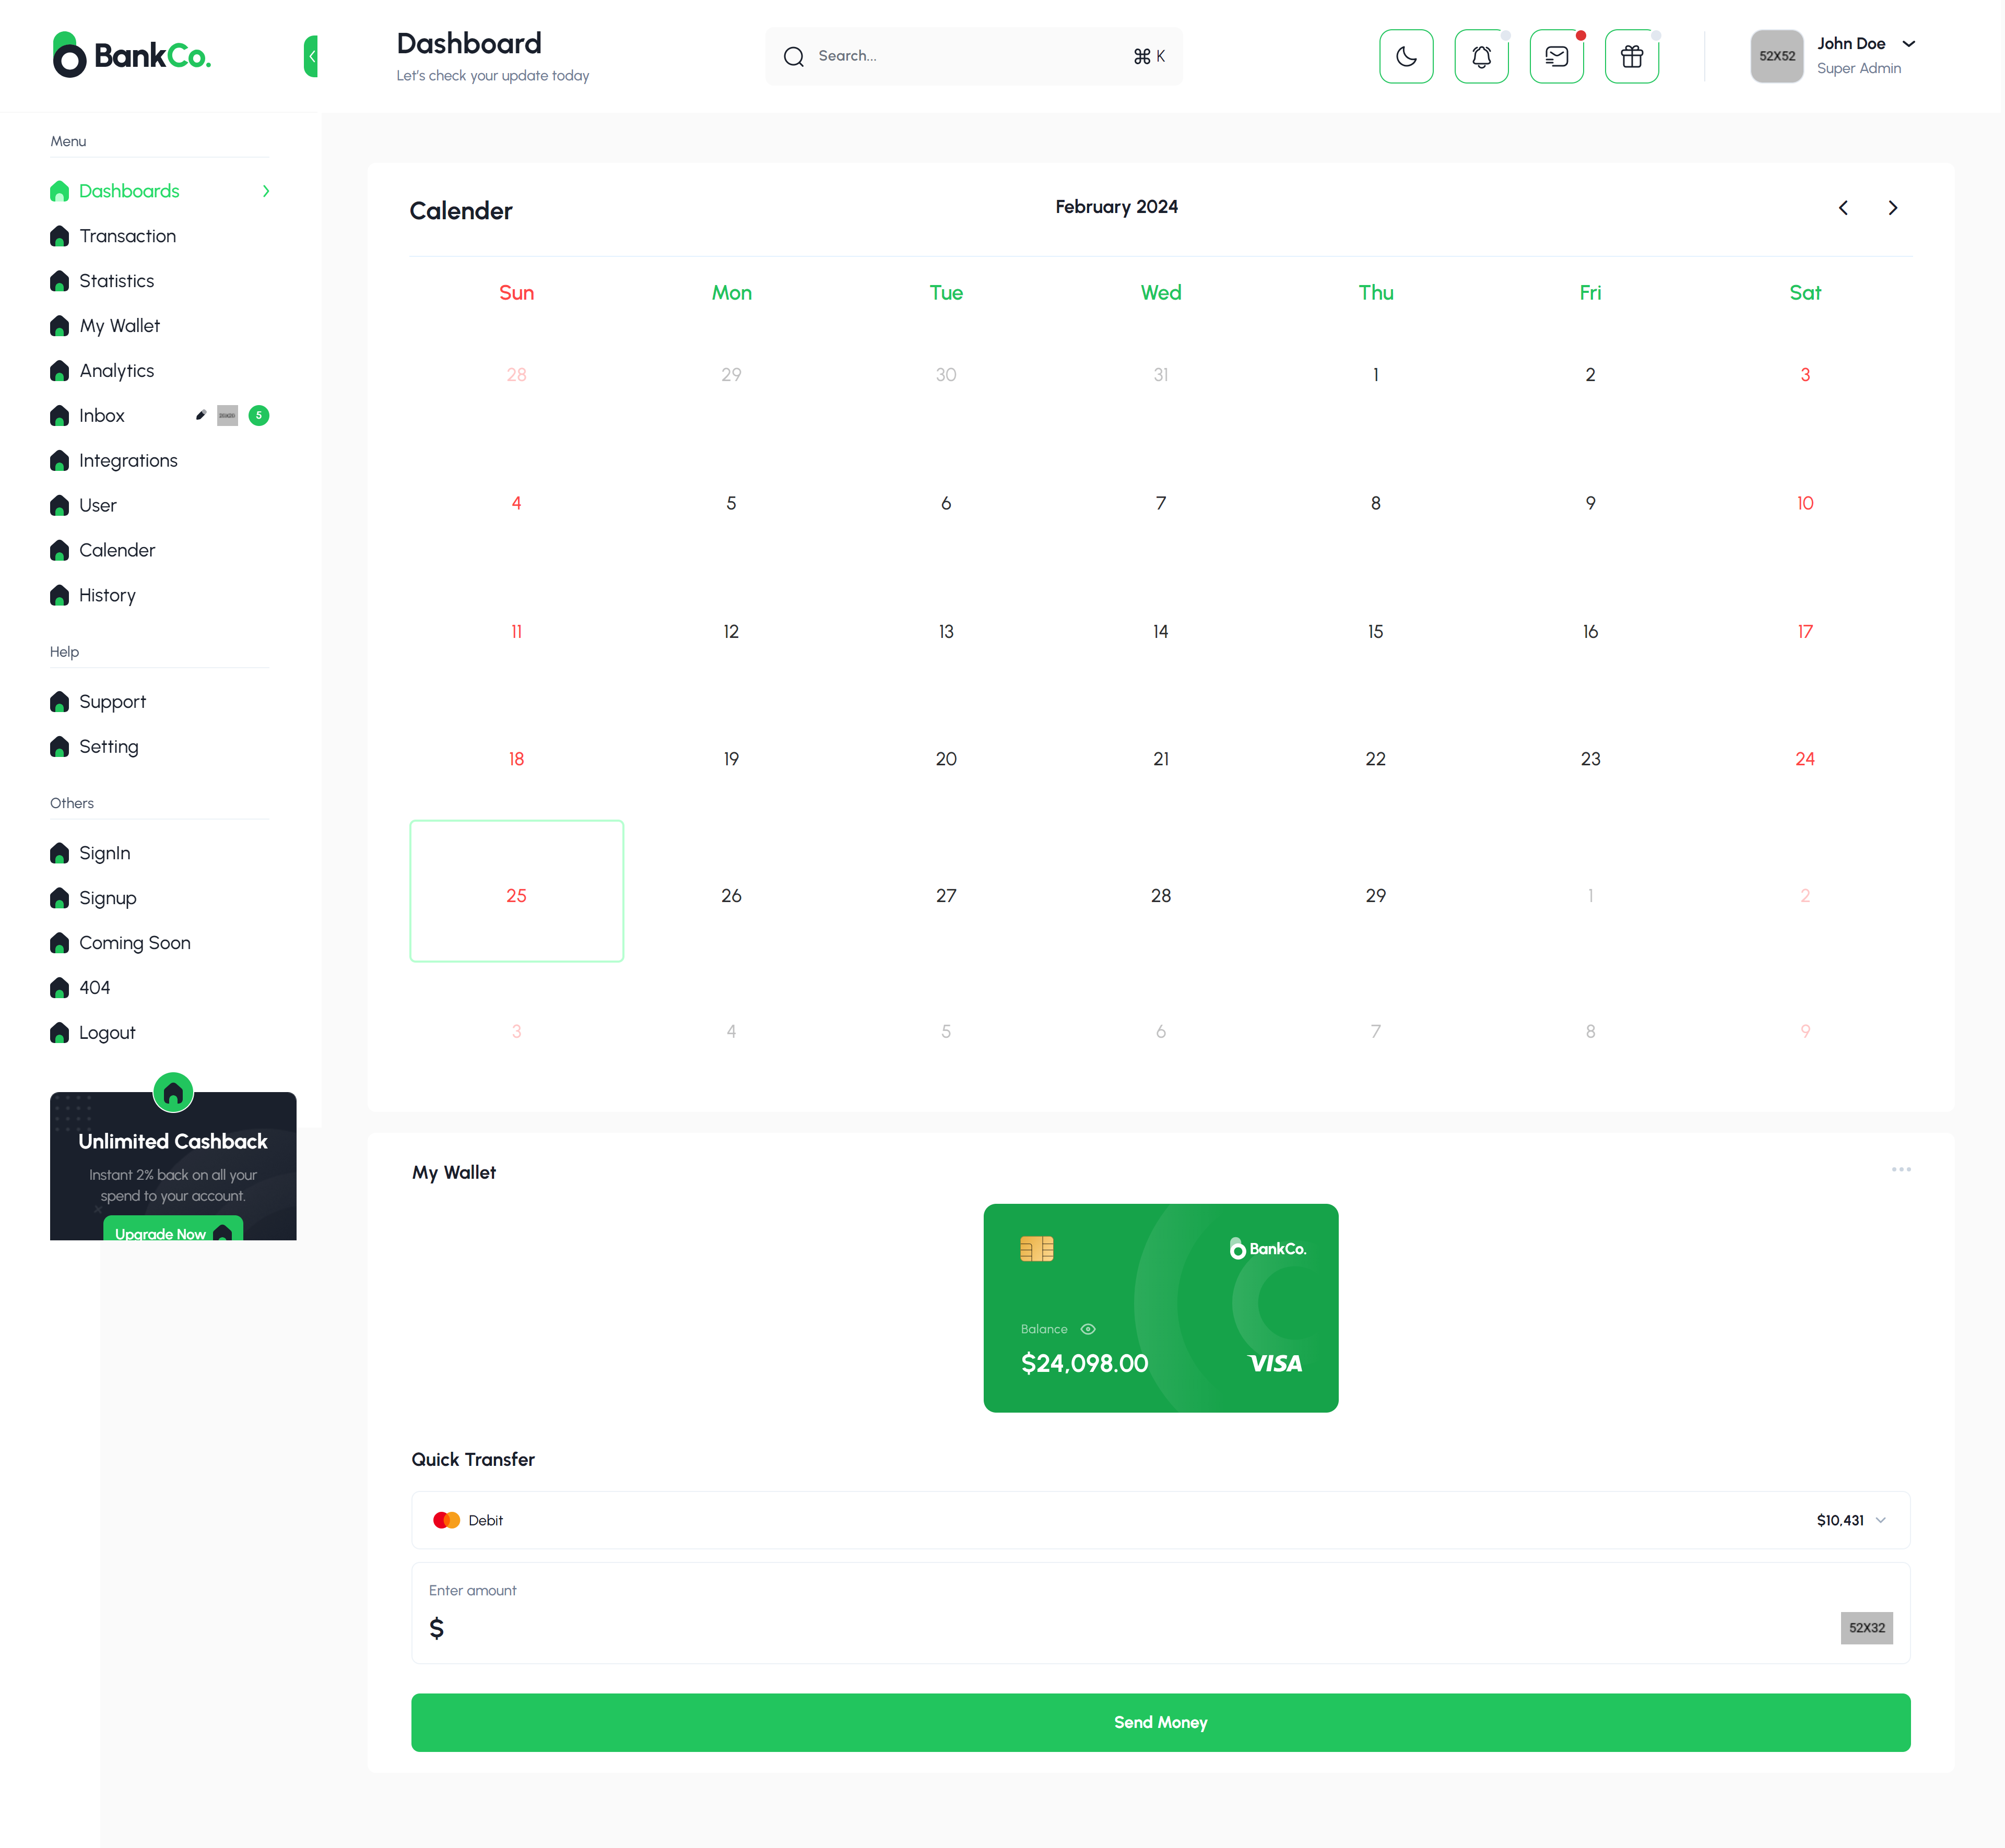 BankCo.
Dashboard
Let's check your update today
Search...
⌘ K
52X52
John Doe
Super Admin
Menu
Dashboards
Transaction
Statistics
My Wallet
Analytics
Inbox
5
Integrations
User
Calender
History
Help
Support
Setting
Others
SignIn
Signup
Coming Soon
404
Logout
Unlimited Cashback
Instant 2% back on all your
spend to your account.
Upgrade Now
Calender
February 2024
Sun Mon Tue Wed Thu Fri Sat
28 29 30 31 1 2 3
4 5 6 7 8 9 10
11 12 13 14 15 16 17
18 19 20 21 22 23 24
25 26 27 28 29 1 2
3 4 5 6 7 8 9
My Wallet
BankCo.
Balance
$24,098.00
VISA
Quick Transfer
Debit
$10,431
Enter amount
$
52X32
Send Money